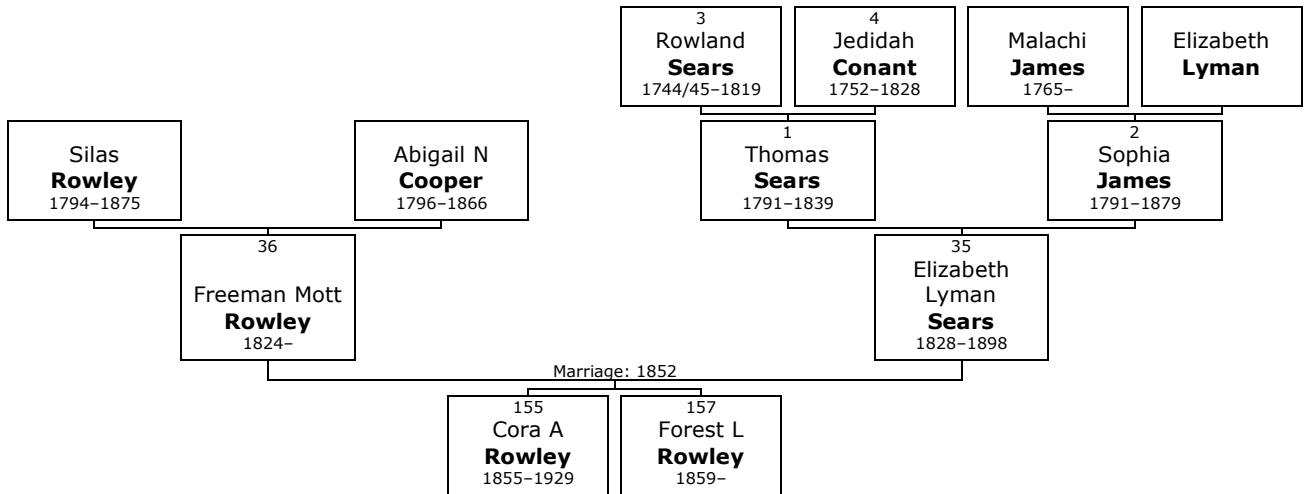 3
Rowland
Sears
1744/45–1819
4
Jedidah
Conant
1752–1828
Malachi
James
1765–
Elizabeth
Lyman
Silas
Rowley
1794–1875
Abigail N
Cooper
1796–1866
1
Thomas
Sears
1791–1839
2
Sophia
James
1791–1879
36
Freeman Mott
Rowley
1824–
35
Elizabeth
Lyman
Sears
1828–1898
Marriage: 1852
155
Cora A
Rowley
1855–1929
157
Forest L
Rowley
1859–